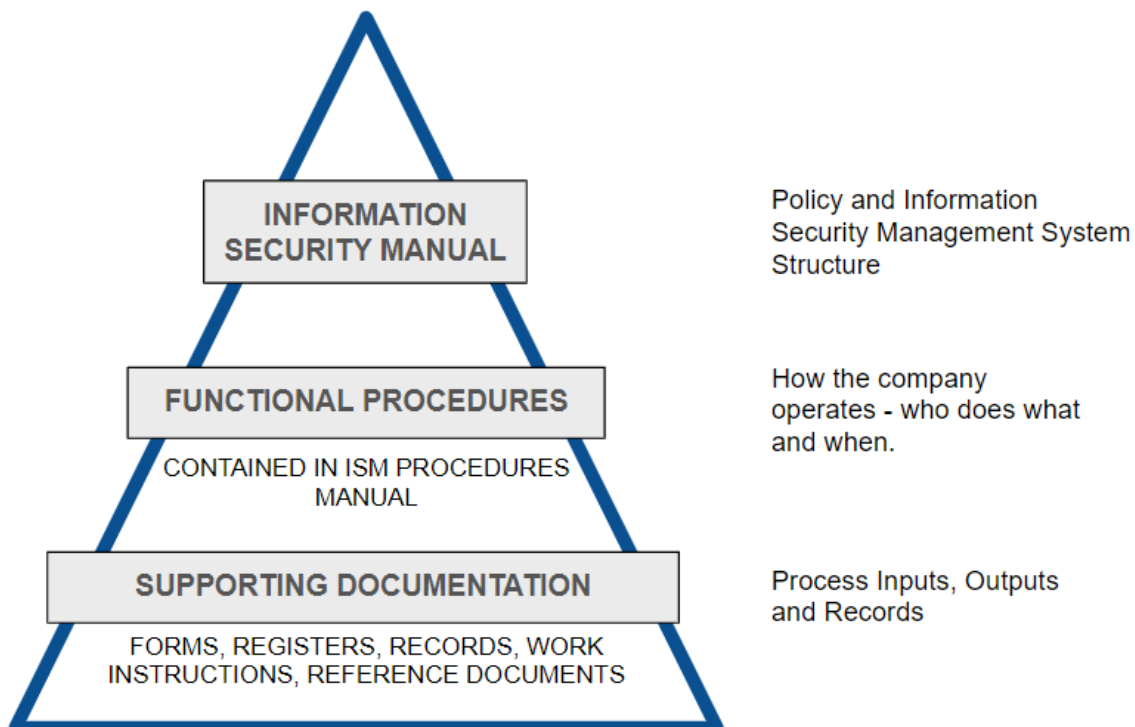 INFORMATION
SECURITY MANUAL
Policy and Information
Security Management System
Structure
FUNCTIONAL PROCEDURES
How the company
operates - who does what
and when.
CONTAINED IN ISM PROCEDURES
MANUAL
SUPPORTING DOCUMENTATION
Process Inputs, Outputs
and Records
FORMS, REGISTERS, RECORDS, WORK
INSTRUCTIONS, REFERENCE DOCUMENTS